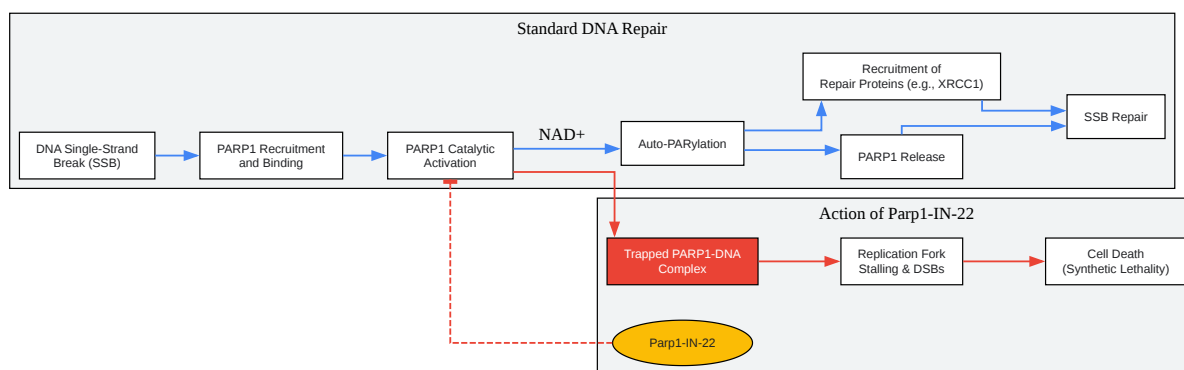 Standard DNA Repair
DNA Single-Strand
Break (SSB)
PARP1 Recruitment
and Binding
PARP1 Catalytic
Activation
NAD+
Auto-PARylation
Recruitment of
Repair Proteins (e.g., XRCC1)
PARP1 Release
SSB Repair
Action of Parp1-IN-22
Trapped PARP1-DNA
Complex
Replication Fork
Stalling & DSBs
Cell Death
(Synthetic Lethality)
Parp1-IN-22